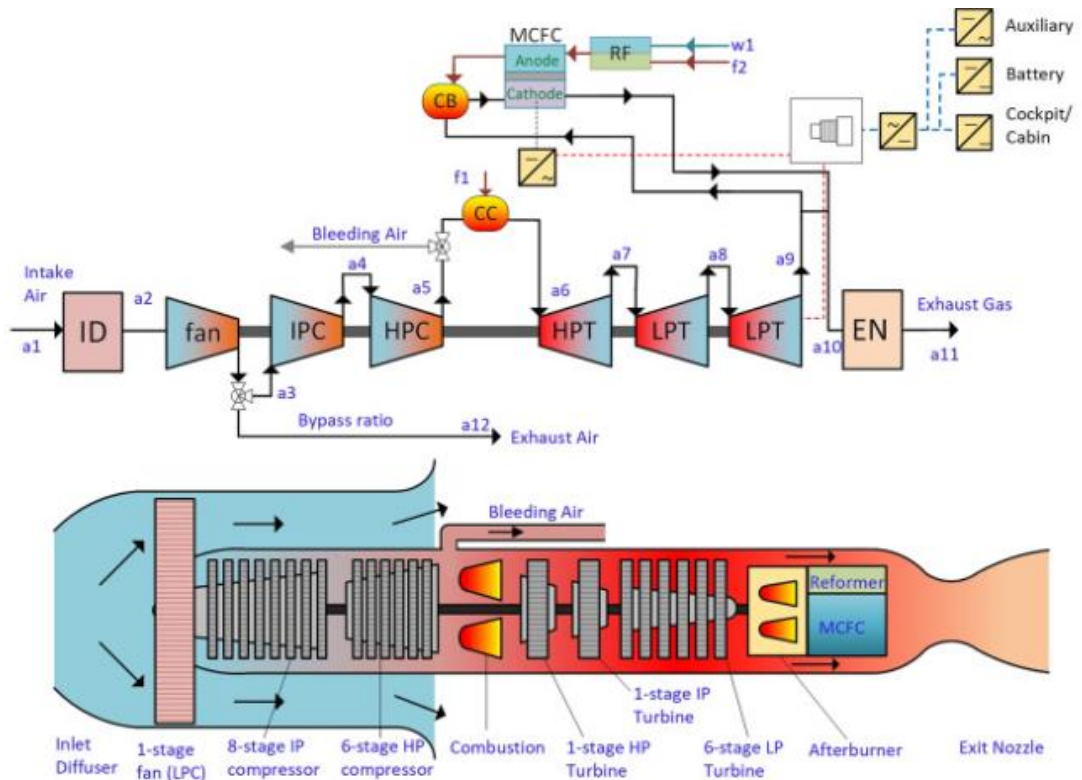 MCFC
Anode
Cathode
RF
w1
f2
CB
Auxiliary
Battery
Cockpit/
Cabin
f1
CC
Bleeding Air
Intake
Air
a1
ID
a2
fan
a3
IPC
a4
HPC
a5
a6
HPT
a7
LPT
a8
LPT
a9
a10
EN
Exhaust Gas
a11
Bypass ratio
a12
Exhaust Air
Bleeding Air
Reformer
MCFC
Inlet
Diffuser
1-stage
fan (LPC)
8-stage IP
compressor
6-stage HP
compressor
Combustion
1-stage HP
Turbine
1-stage IP
Turbine
6-stage LP
Turbine
Afterburner
Exit Nozzle